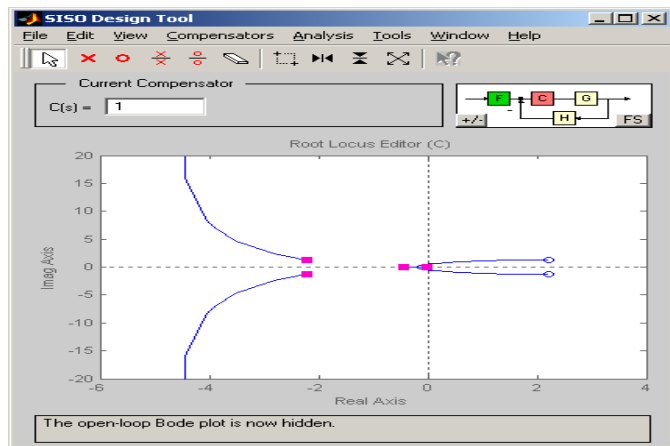 SISO Design Tool
File Edit View Compensators Analysis Tools Window Help
Current Compensator
C(s) = 1
F C G
H
+/- FS
-
Root Locus Editor (C)
20
15
10
5
0
-5
-10
-15
-20
Imag Axis
-6 -4 -2 0 2 4
Real Axis
The open-loop Bode plot is now hidden.